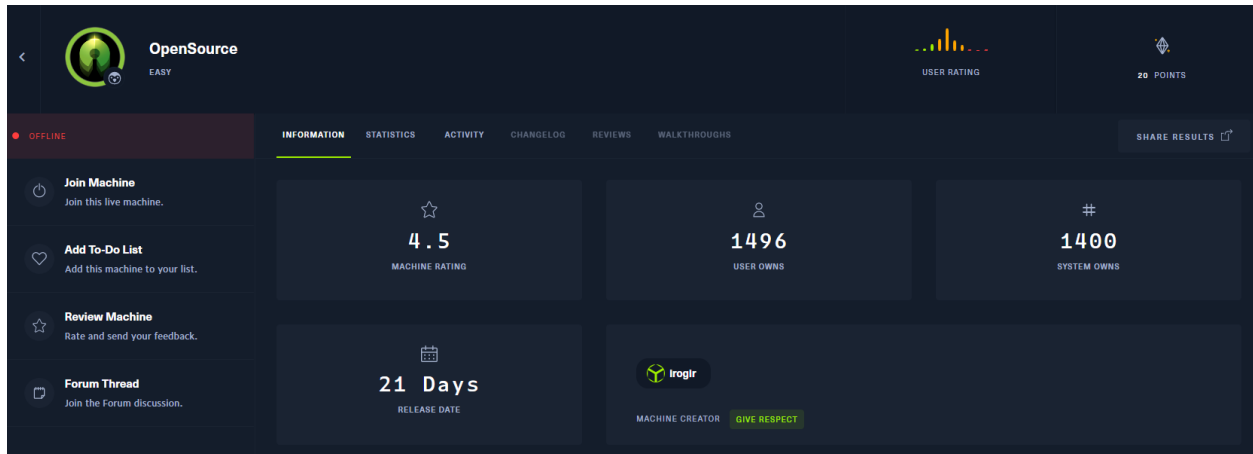 OpenSource
EASY
USER RATING
20 POINTS
OFFLINE
INFORMATION STATISTICS ACTIVITY CHANGELOG REVIEWS WALKTHROUGHS
SHARE RESULTS
Join Machine
Join this live machine.
Add To-Do List
Add this machine to your list.
Review Machine
Rate and send your feedback.
Forum Thread
Join the Forum discussion.
4.5
MACHINE RATING
1496
USER OWNS
1400
SYSTEM OWNS
21 Days
RELEASE DATE
irogir
MACHINE CREATOR GIVE RESPECT